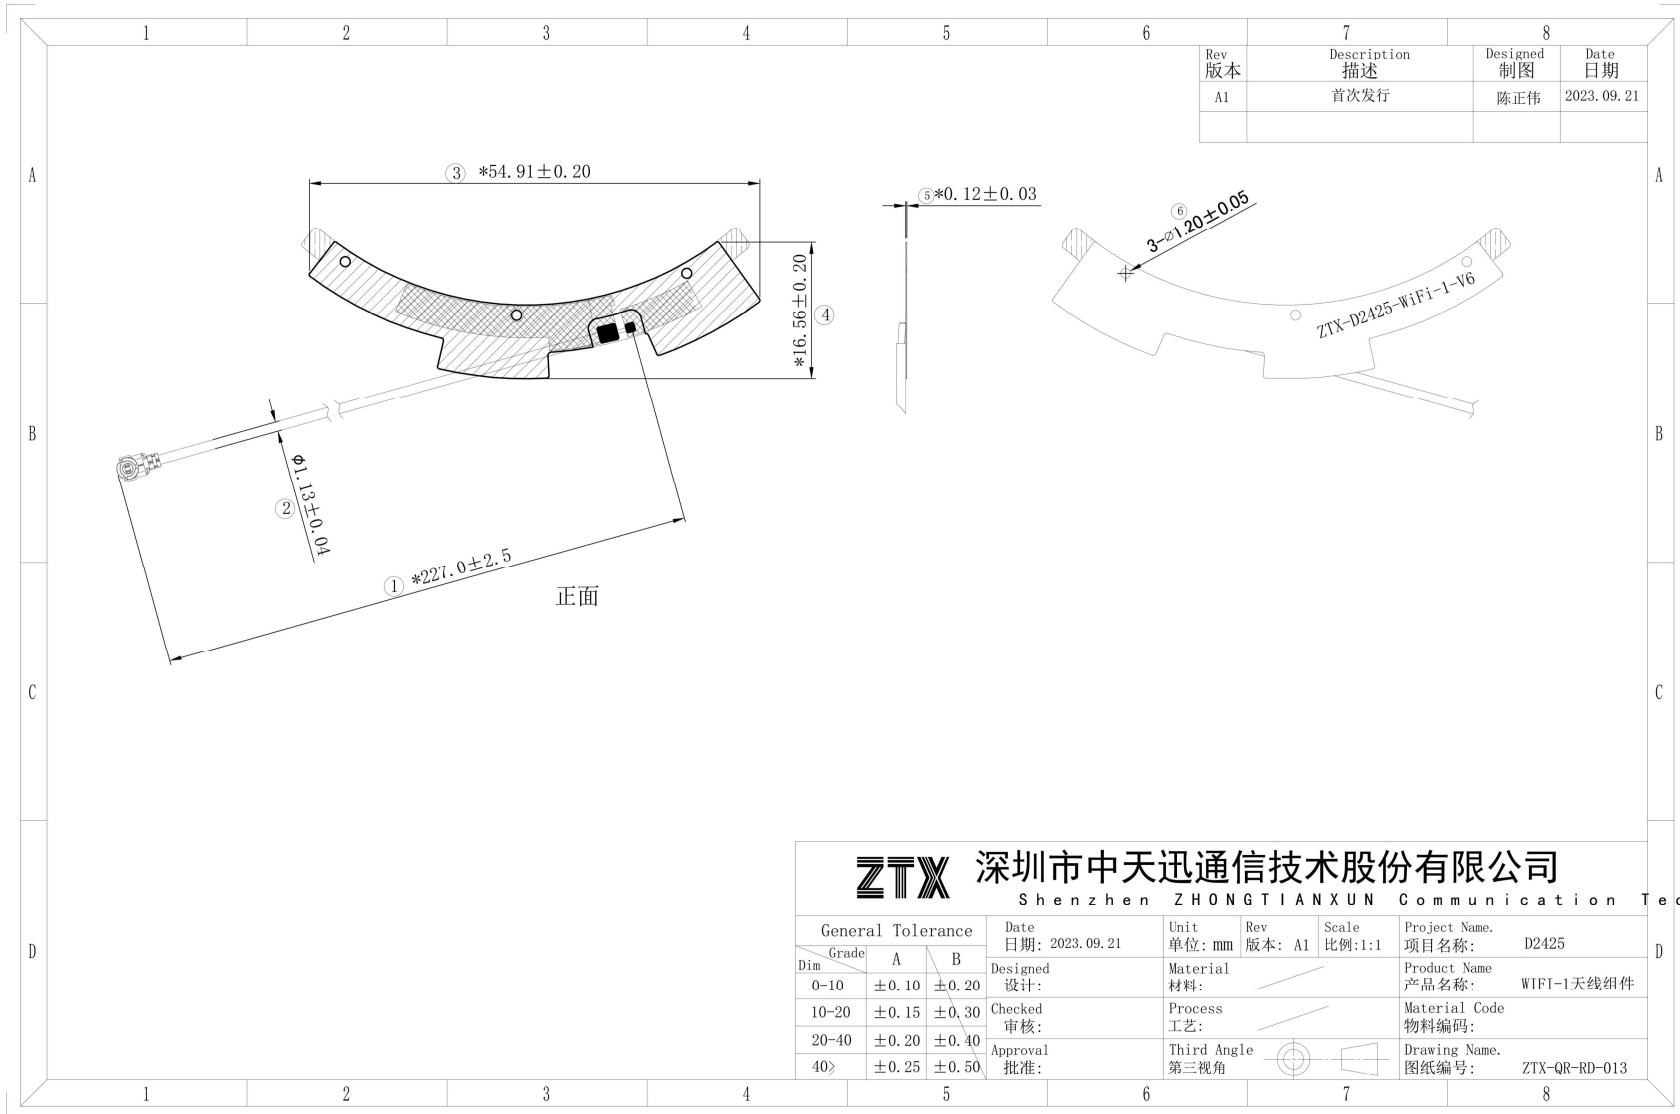 1 2 3 4 5 6 7 8
Rev Description Designed Date
版本 描述 制图 日期
A1 首次发行 陈正伟 2023.09.21
A A
③ *54.91±0.20
⑤*0.12±0.03
⑥
3-⌀1.20±0.05
*16.56±0.20
④
ZTX-D2425-WiFi-1-V6
B B
ϕ1.13±0.04
②
① *227.0±2.5
正面
C C
ZTX 深圳市中天迅通信技术股份有限公司
Shenzhen ZHONGTIANXUN Communication Tec
General Tolerance
Grade
Dim A B
0-10 ±0.10 ±0.20
10-20 ±0.15 ±0.30
20-40 ±0.20 ±0.40
40≥ ±0.25 ±0.50
Date
日期: 2023.09.21
Unit
单位: mm
Rev
版本: A1
Scale
比例:1:1
Project Name.
项目名称: D2425
Designed
设计:
Material
材料:
Product Name
产品名称: WIFI-1天线组件
Checked
审核:
Process
工艺:
Material Code
物料编码:
Approval
批准:
Third Angle
第三视角
Drawing Name.
图纸编号: ZTX-QR-RD-013
D D
1 2 3 4 5 6 7 8